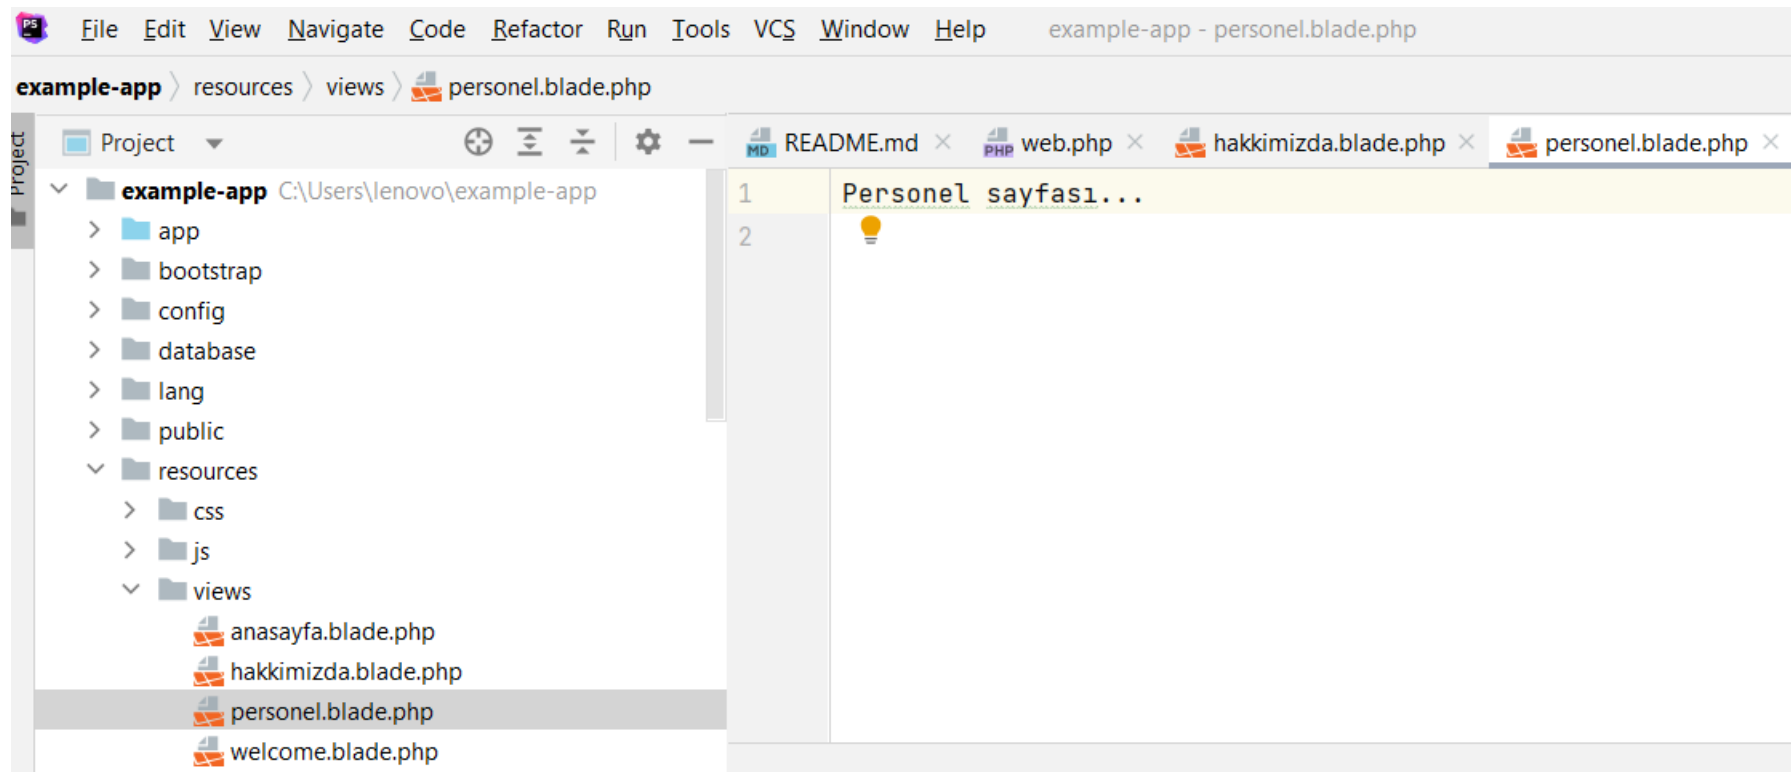 PS File Edit View Navigate Code Refactor Run Tools VCS Window Help example-app - personel.blade.php
example-app resources views personel.blade.php
Project
Project
MD README.md PHP web.php hakkimizda.blade.php personel.blade.php
example-app C:\Users\lenovo\example-app
app
bootstrap
config
database
lang
public
resources
css
js
views
anasayfa.blade.php
hakkimizda.blade.php
personel.blade.php
welcome.blade.php
1 Personel sayfası...
2